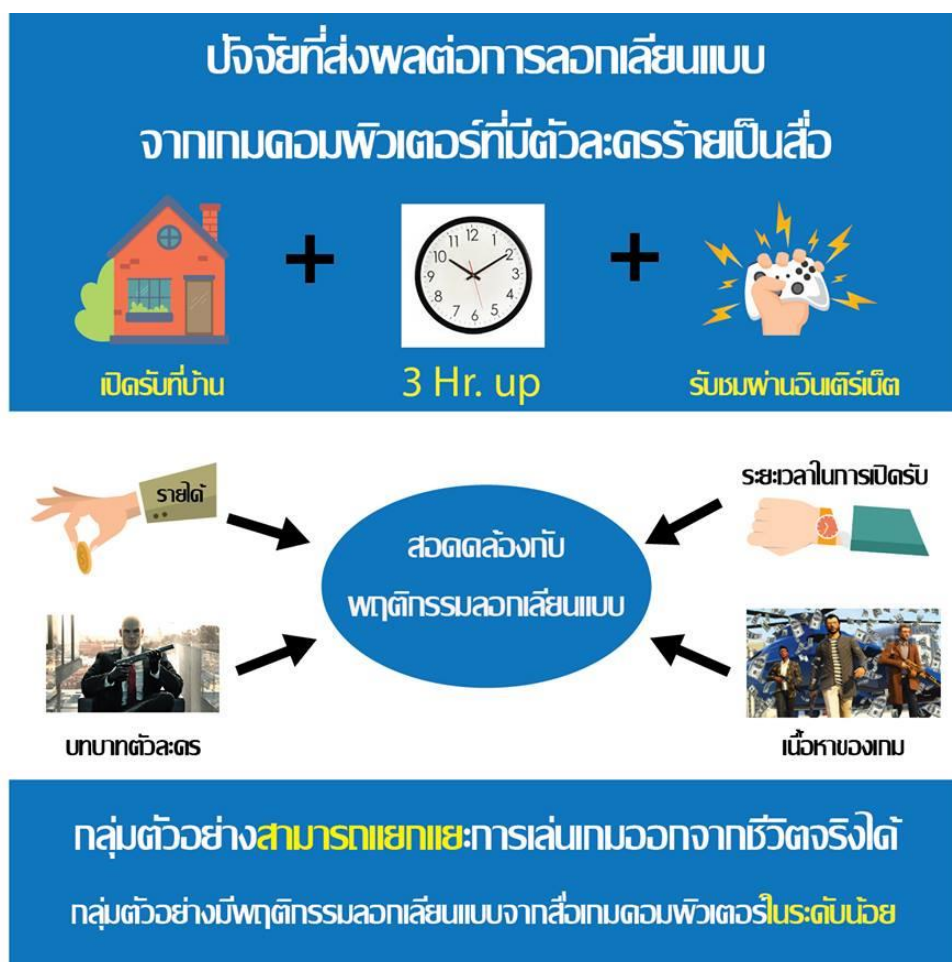 ปัจจัยที่ส่งผลต่อการลอกเลียนแบบ
จากเกมคอมพิวเตอร์ที่มีตัวละครร้ายเป็นสื่อ
12
1
2
3
4
5
6
7
8
9
10
11
เปิดรับที่บ้าน
3 Hr. up
รับชมผ่านอินเติร์เน็ต
รายได้
ระยะเวลาในการเปิดรับ
สอดคล้องกับ
พฤติกรรมลอกเลียนแบบ
บทบาทตัวละคร
เนื้อหาของเกม
กลุ่มตัวอย่างสามารถแยกแยะการเล่นเกมออกจากชีวิตจริงได้
กลุ่มตัวอย่างมีพฤติกรรมลอกเลียนแบบจากสื่อเกมคอมพิวเตอร์ในระดับน้อย